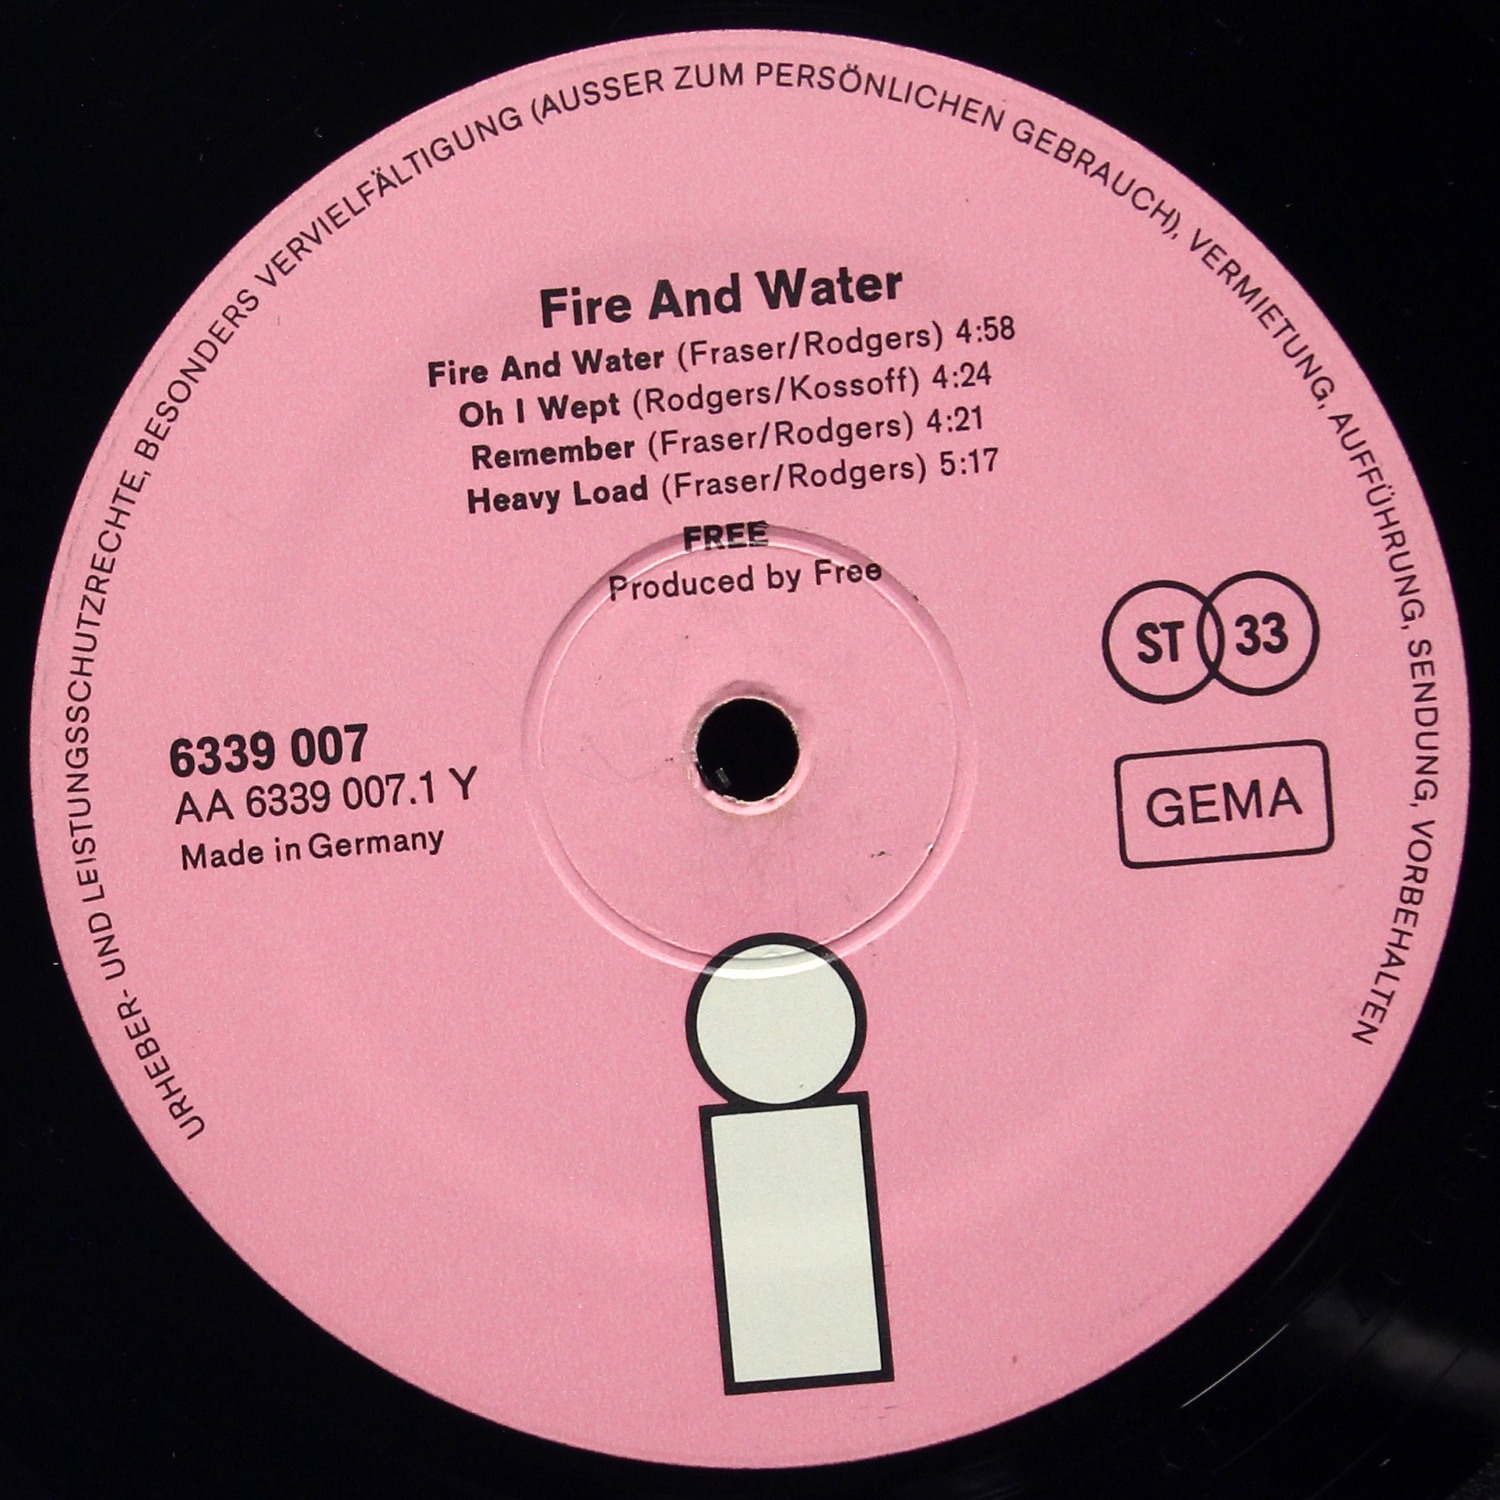 URHEBER- UND LEISTUNGSSCHUTZRECHTE, BESONDERS VERVIELFÄLTIGUNG (AUSSER ZUM PERSÖNLICHEN GEBRAUCH), VERMIETUNG, AUFFÜHRUNG, SENDUNG, VORBEHALTEN
Fire And Water
Fire And Water (Fraser/Rodgers) 4:58
Oh I Wept (Rodgers/Kossoff) 4:24
Remember (Fraser/Rodgers) 4:21
Heavy Load (Fraser/Rodgers) 5:17
FREE
Produced by Free
ST 33
6339 007
AA 6339 007.1 Y
Made in Germany
GEMA